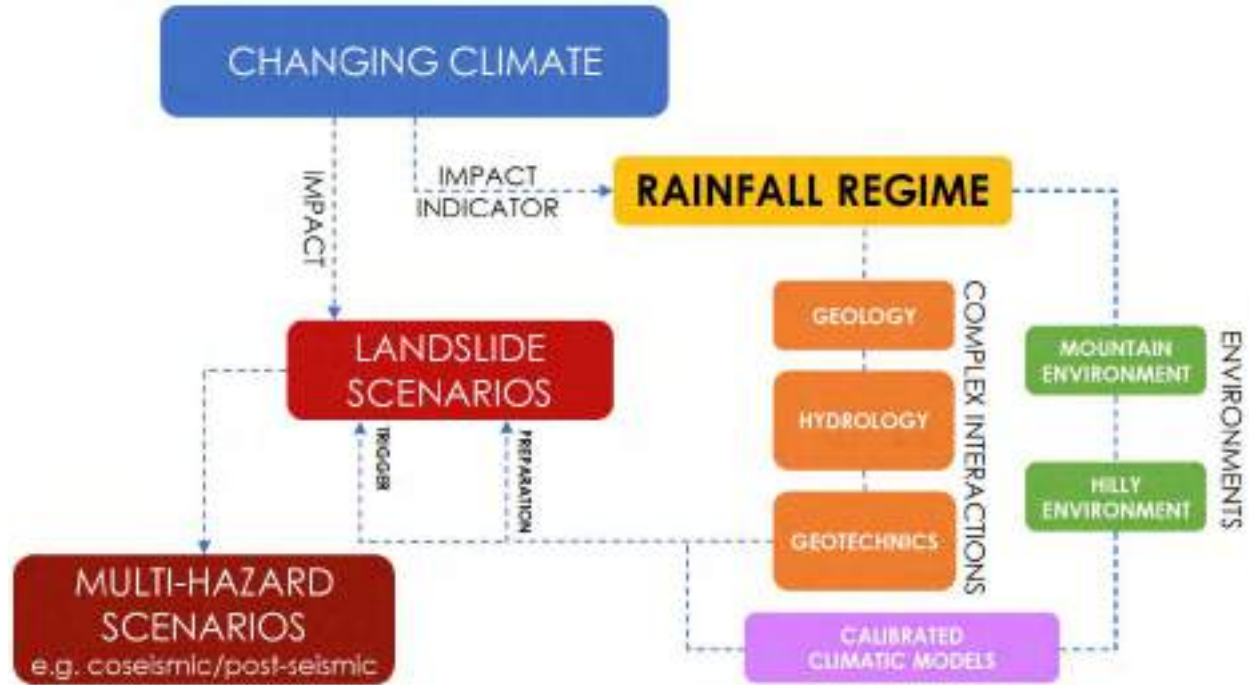 CHANGING CLIMATE
IMPACT
IMPACT
INDICATOR
RAINFALL REGIME
GEOLOGY
HYDROLOGY
GEOTECHNICS
COMPLEX INTERACTIONS
MOUNTAIN
ENVIRONMENT
HILLY
ENVIRONMENT
ENVIRONMENTS
LANDSLIDE
SCENARIOS
TRIGGER
PREPARATION
MULTI-HAZARD
SCENARIOS
e.g. coseismic/post-seismic
CALIBRATED
CLIMATIC MODELS